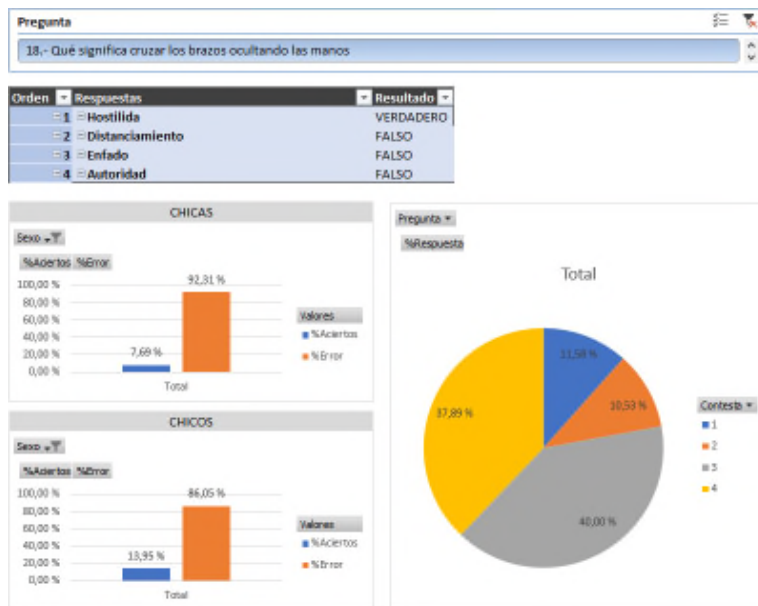 Pregunta
18.- Qué significa cruzar los brazos ocultando las manos
Orden Respuestas Resultado
1 Hostilida VERDADERO
2 Distanciamiento FALSO
3 Enfado FALSO
4 Autoridad FALSO
CHICAS
Sexo
%Aciertos %Error
100,00 %
80,00 %
60,00 %
40,00 %
20,00 %
0,00 %
7,69 %
92,31 %
Total
Valores
%Aciertos
%Error
CHICOS
Sexo
%Aciertos %Error
100,00 %
80,00 %
60,00 %
40,00 %
20,00 %
0,00 %
13,95 %
86,05 %
Total
Valores
%Aciertos
%Error
Pregunta
%Respuesta
Total
11,58 %
10,53 %
40,00 %
37,89 %
Contesta
1
2
3
4